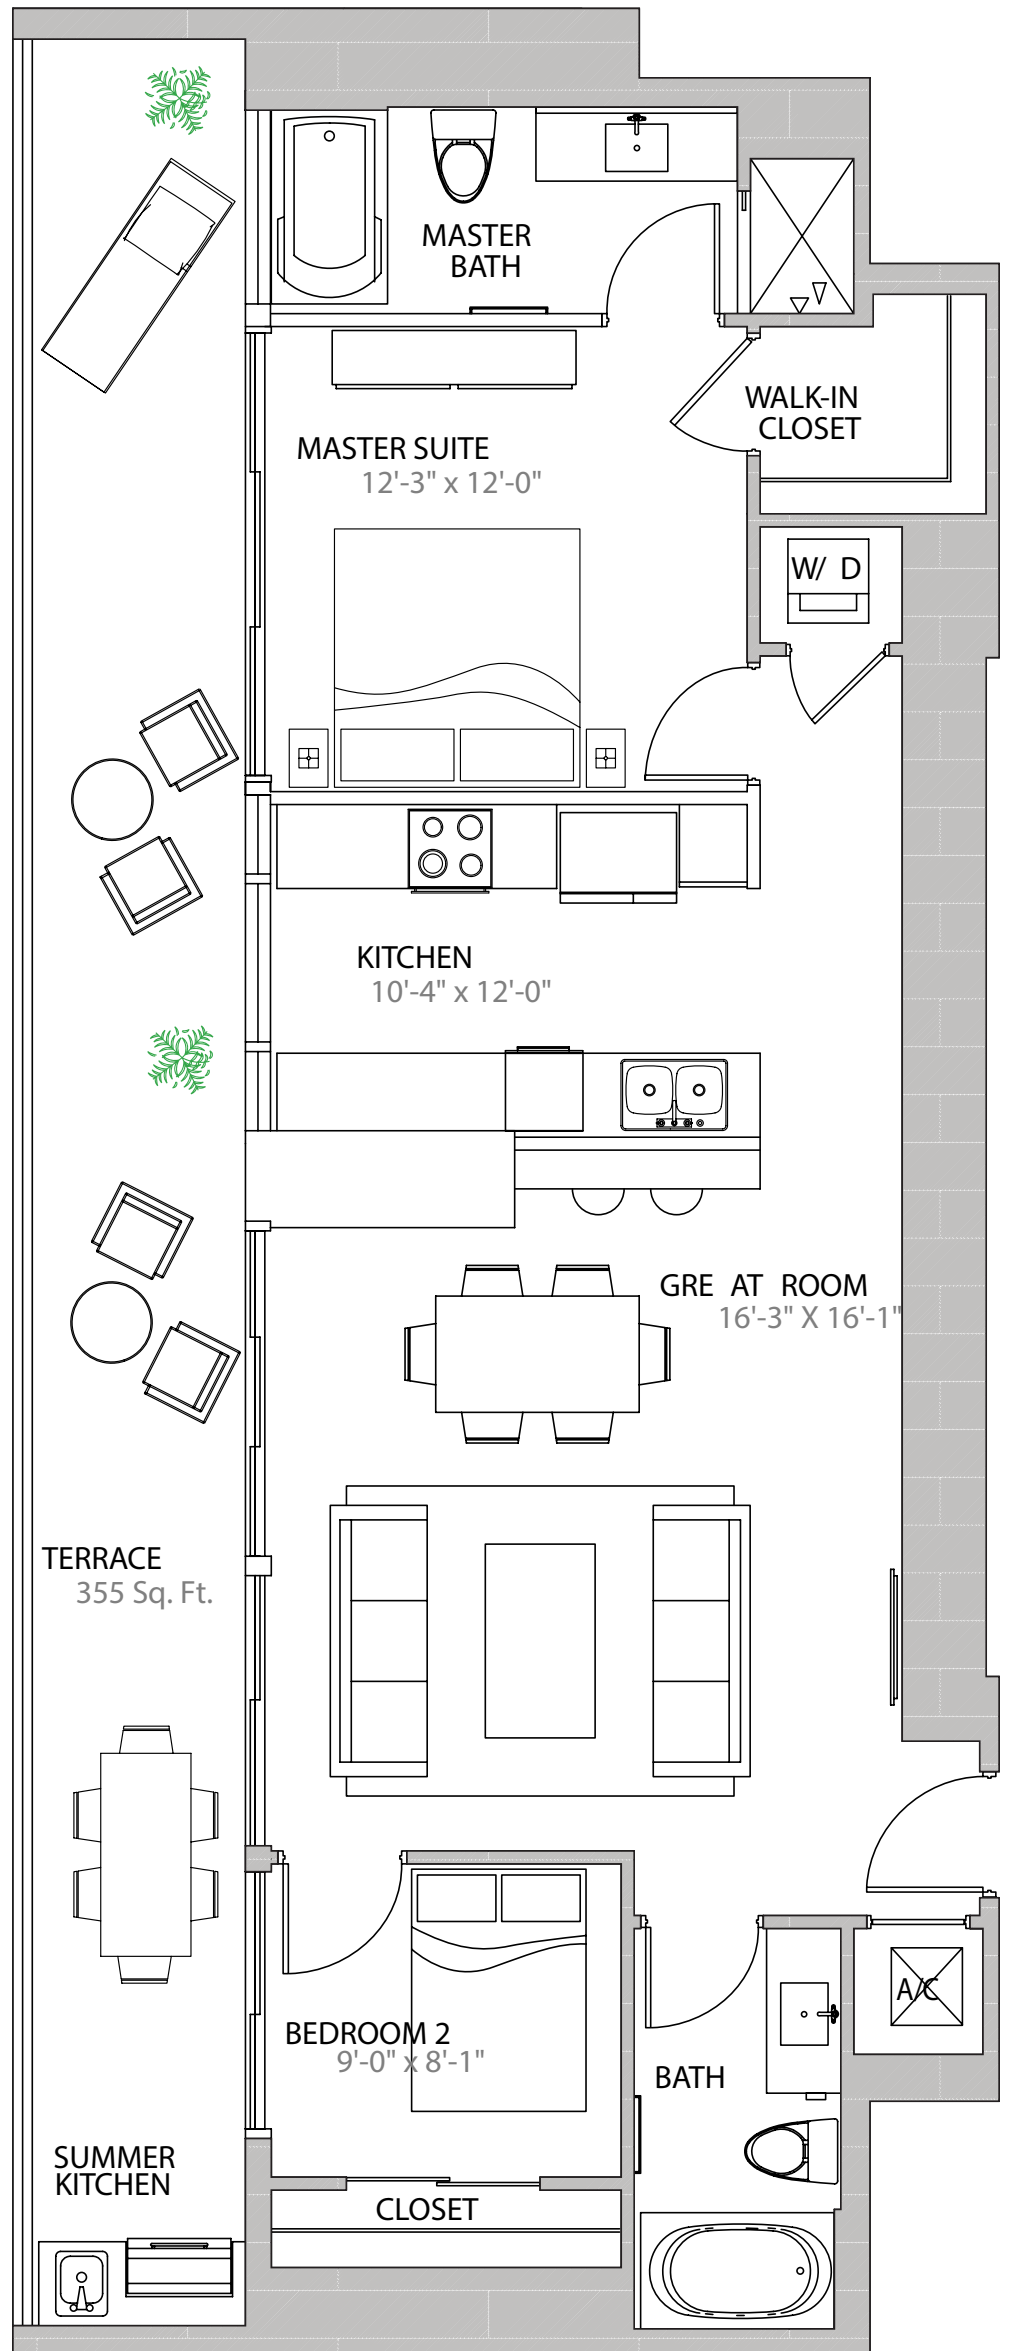 MASTER
BATH
WALK-IN
CLOSET
MASTER SUITE
12'-3" x 12'-0"
W/ D
KITCHEN
10'-4" x 12'-0"
GRE AT ROOM
16'-3" X 16'-1"
TERRACE
355 Sq. Ft.
A/C
BEDROOM 2
9'-0" x 8'-1"
BATH
SUMMER
KITCHEN
CLOSET